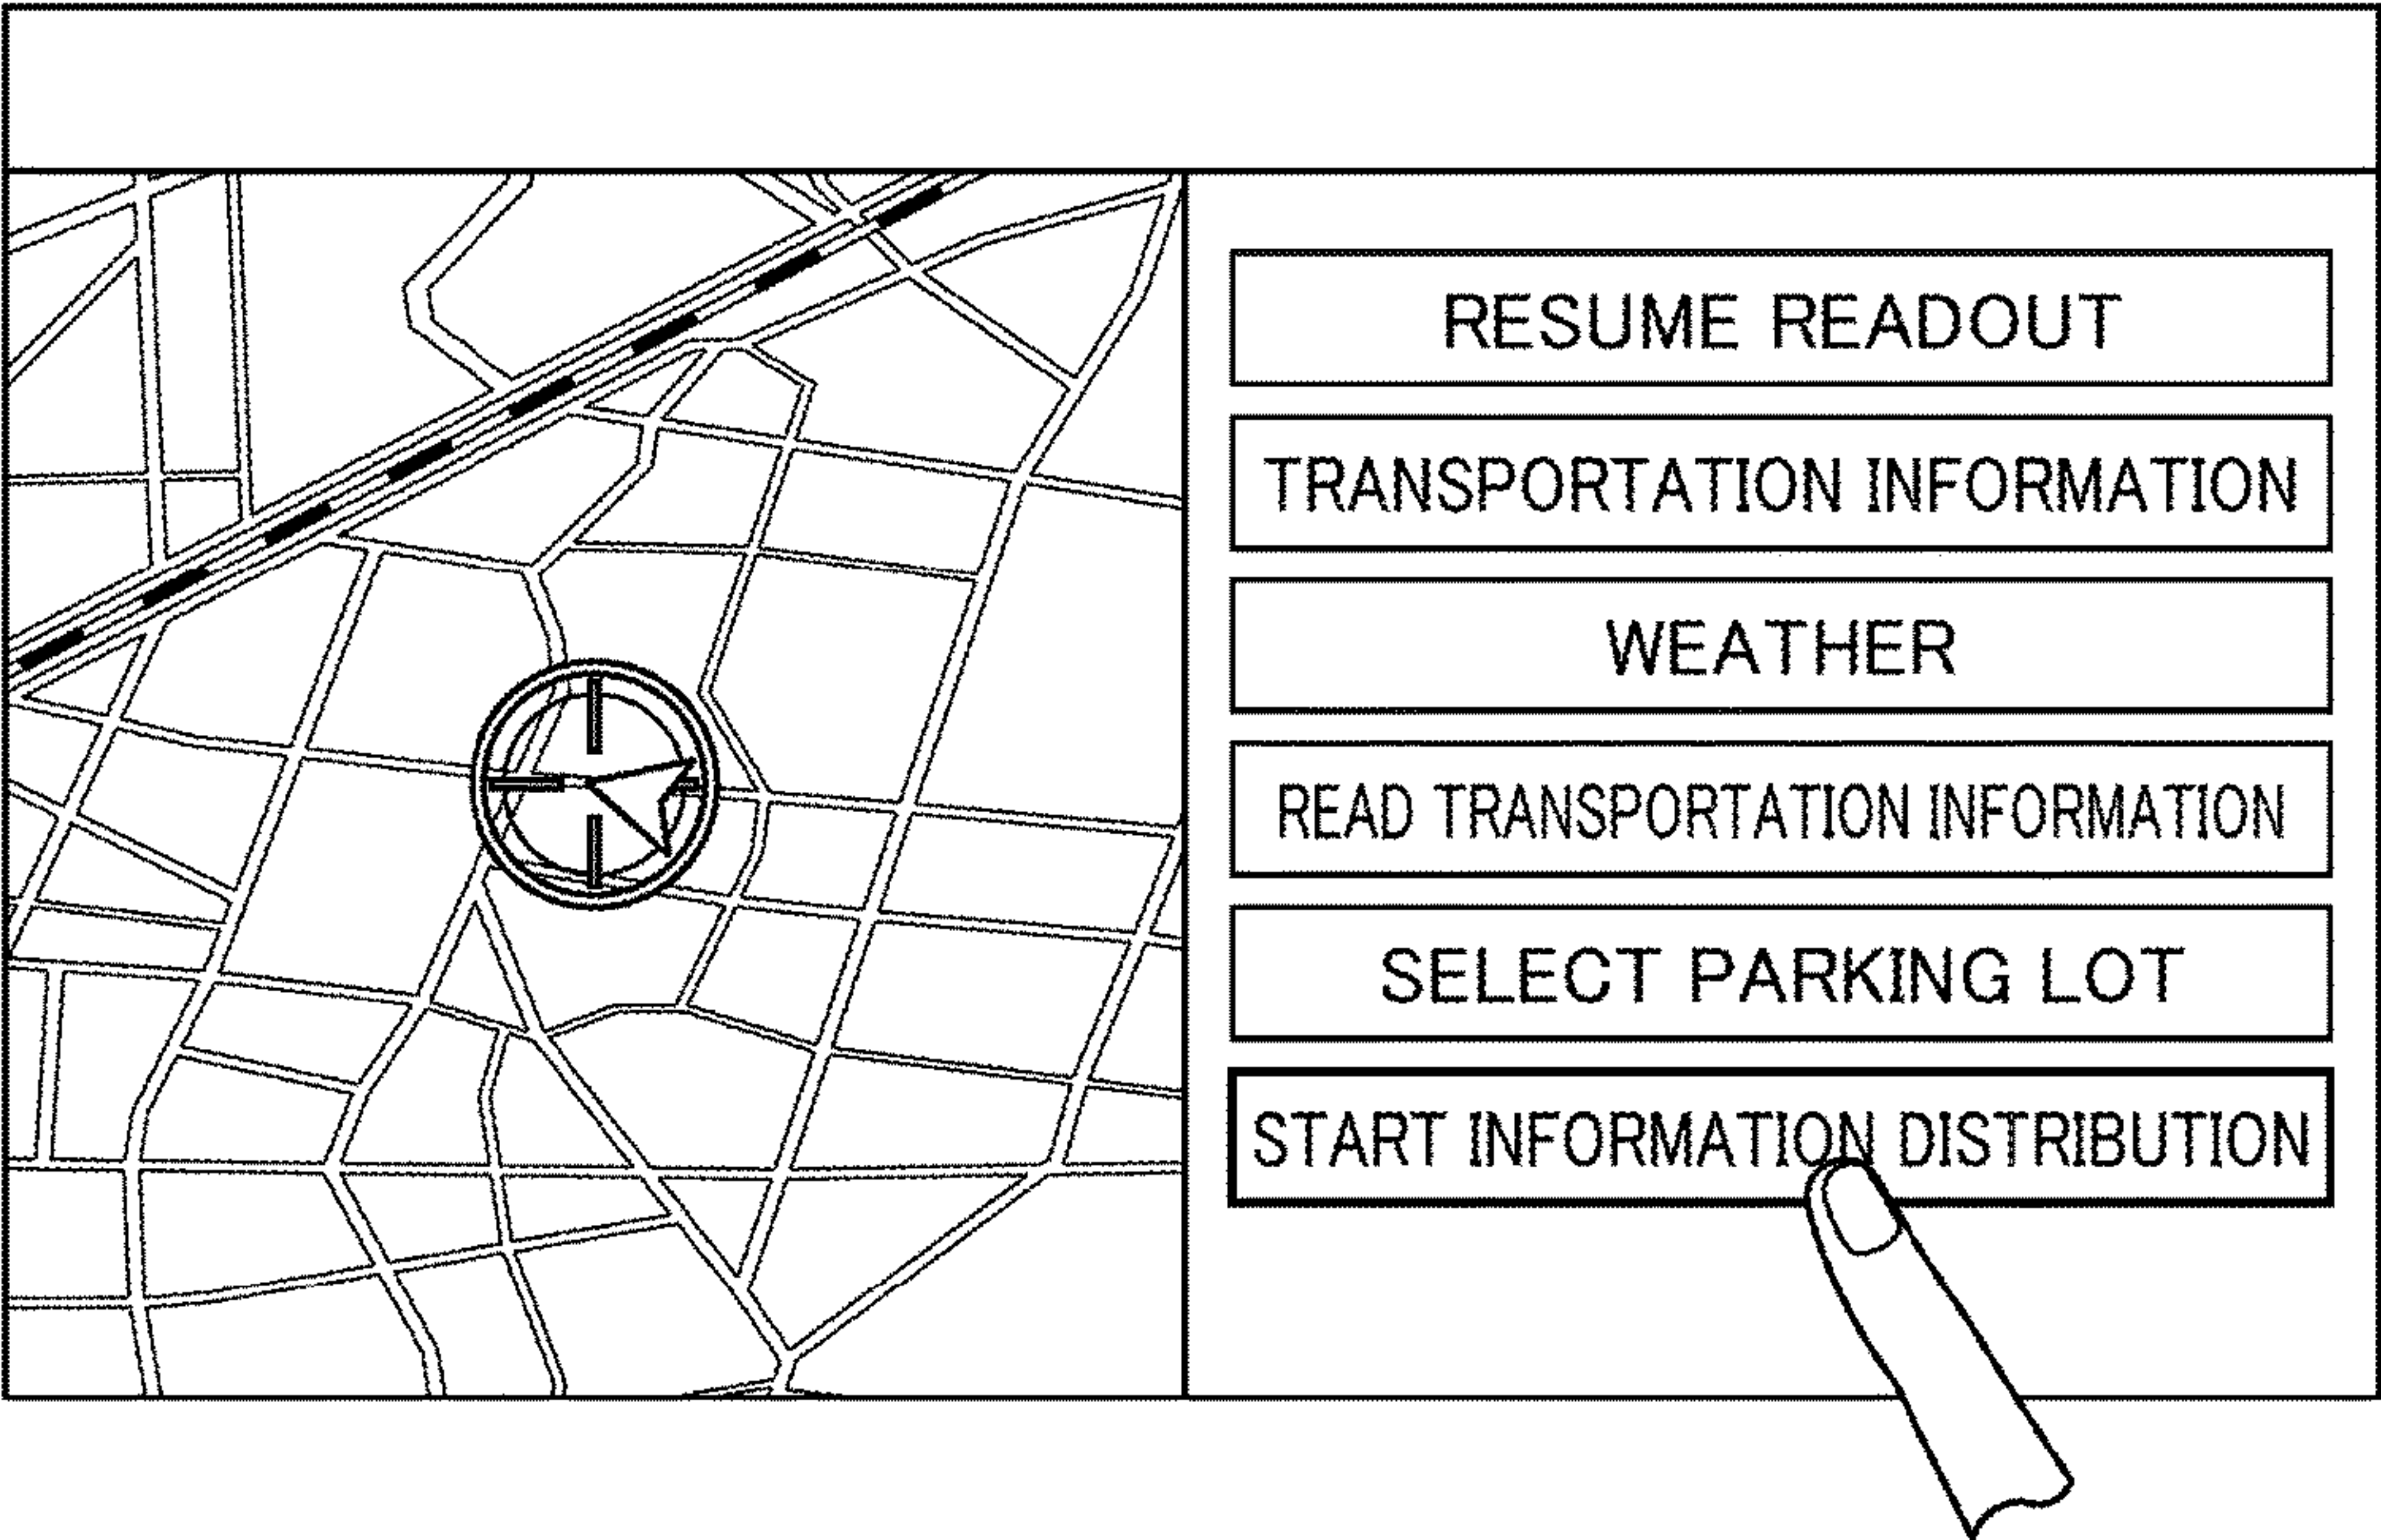 RESUME READOUT
TRANSPORTATION INFORMATION
WEATHER
READ TRANSPORTATION INFORMATION
SELECT PARKING LOT
START INFORMATION DISTRIBUTION